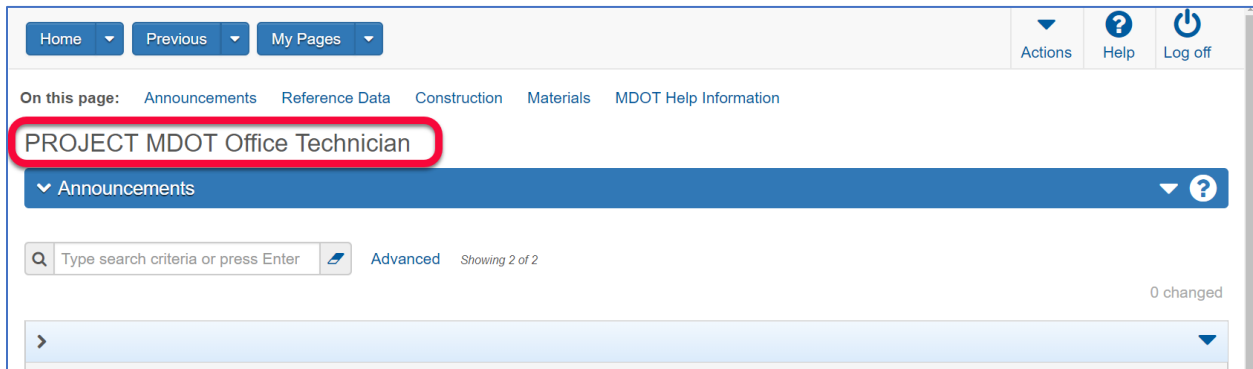 Home Previous My Pages
Actions Help Log off
On this page: Announcements Reference Data Construction Materials MDOT Help Information
PROJECT MDOT Office Technician
Announcements ?
Type search criteria or press Enter Advanced Showing 2 of 2
0 changed